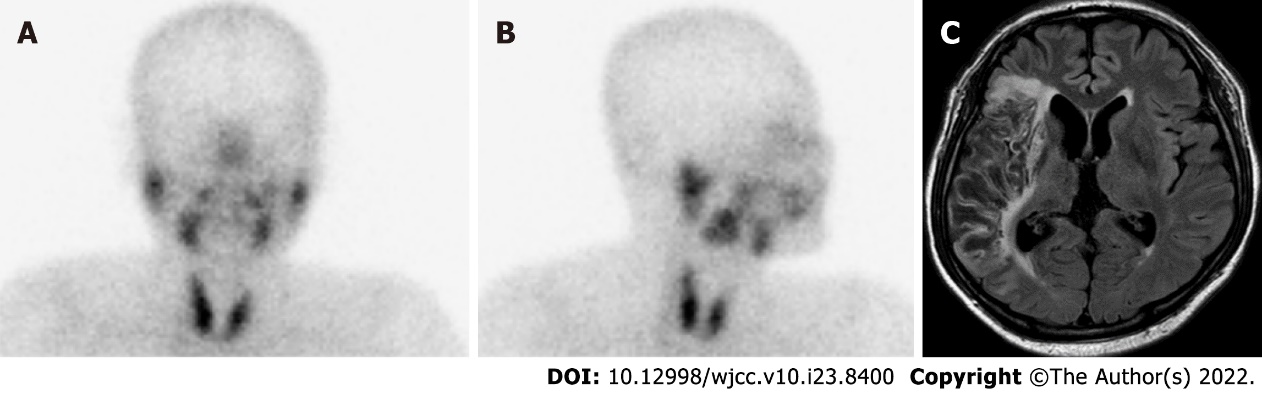 A
B
C
DOI: 10.12998/wjcc.v10.i23.8400 Copyright ©The Author(s) 2022.